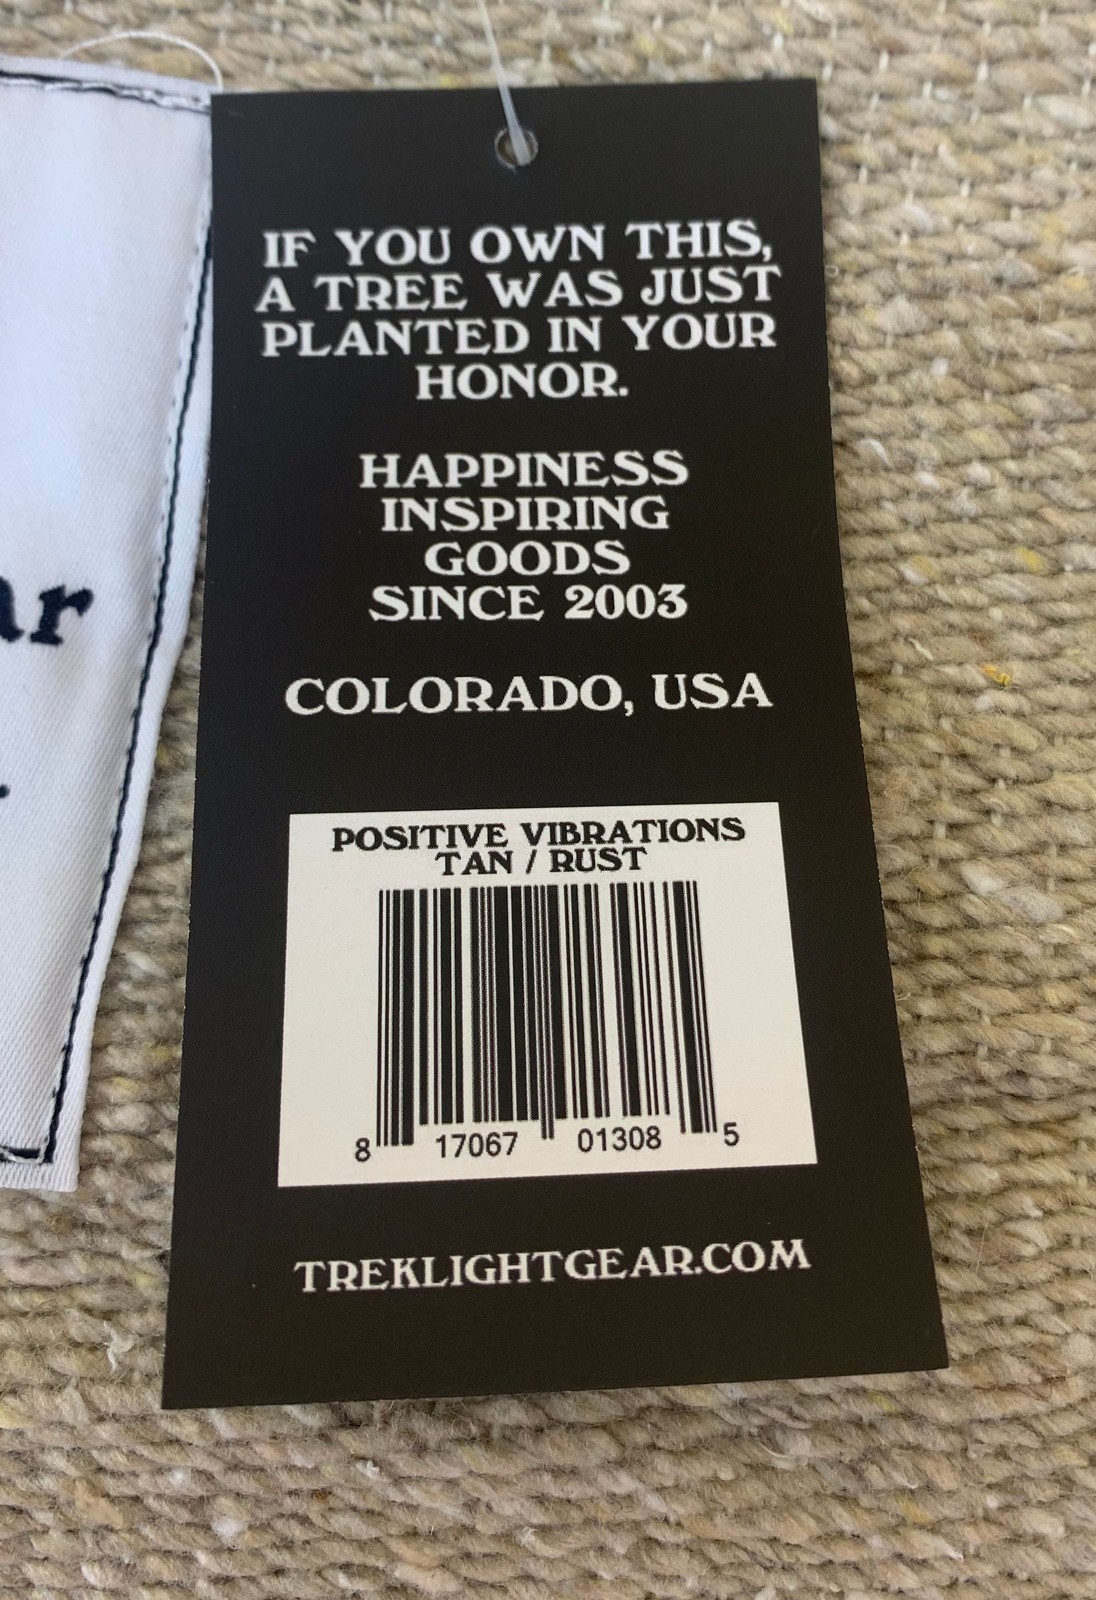 IF YOU OWN THIS,
A TREE WAS JUST
PLANTED IN YOUR
HONOR.
HAPPINESS
INSPIRING
GOODS
SINCE 2003
COLORADO, USA
POSITIVE VIBRATIONS
TAN / RUST
8 17067 01308 5
TREKLIGHTGEAR.COM